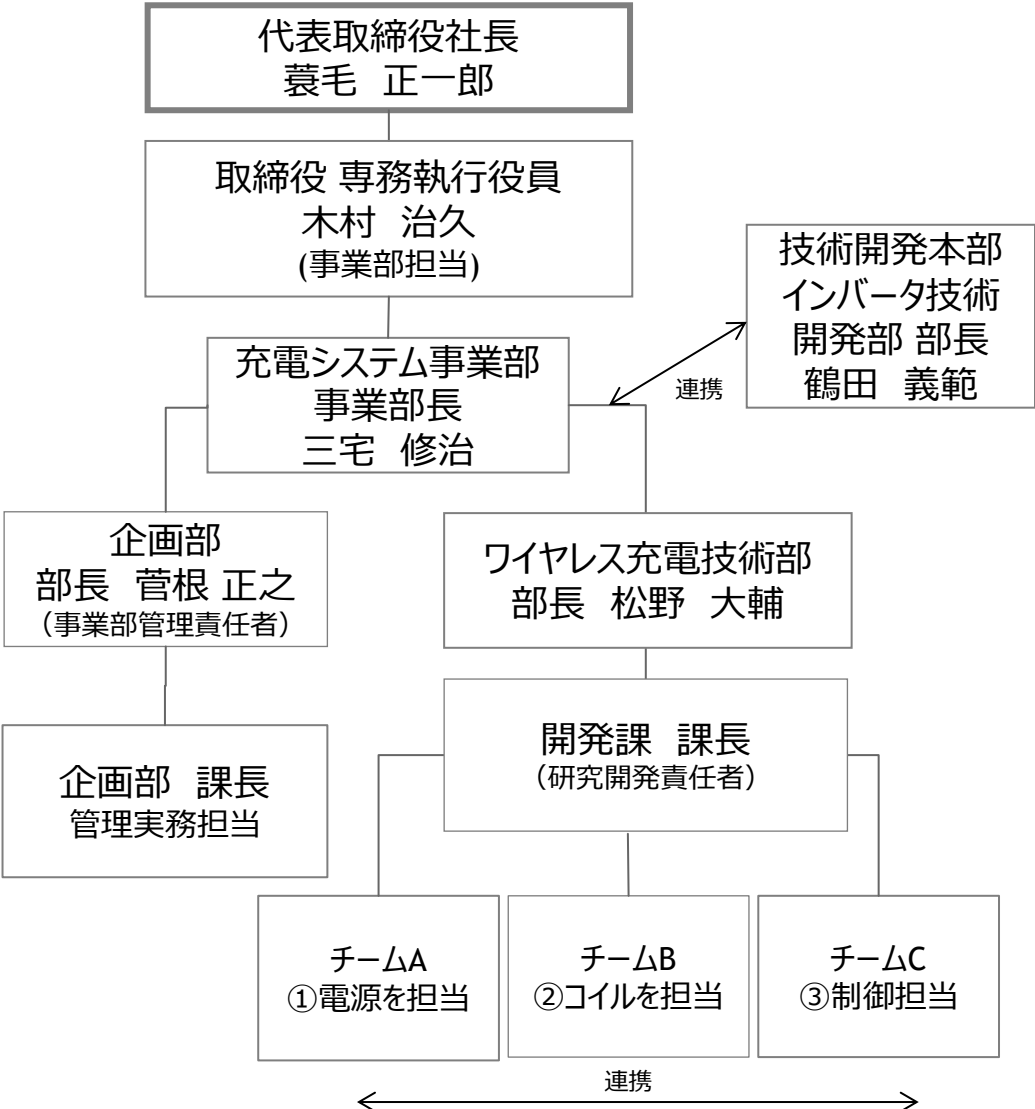 代表取締役社長
蓑毛　正一郎
取締役 専務執行役員
木村　治久
(事業部担当)
技術開発本部
インバータ技術
開発部 部長
鶴田　義範
連携
充電システム事業部
事業部長
三宅　修治
企画部
部長　菅根 正之
（事業部管理責任者）
ワイヤレス充電技術部
部長　松野　大輔
企画部　課長
管理実務担当
開発課　課長
（研究開発責任者）
チームA
①電源を担当
チームB
②コイルを担当
チームC
③制御担当
連携